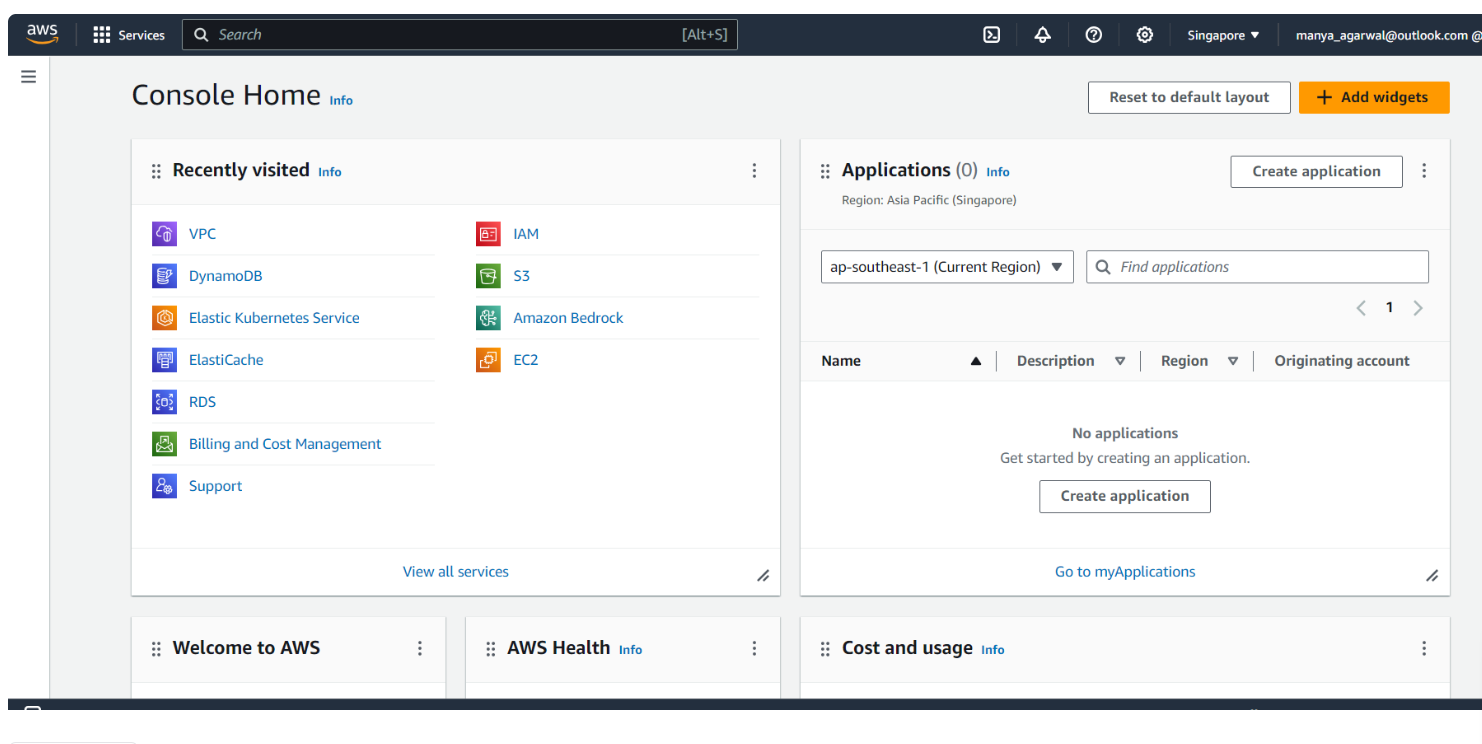 aws Services Search [Alt+S] Singapore manya_agarwal@outlook.com @
Console Home Info
Reset to default layout
Add widgets
Recently visited Info
VPC
DynamoDB
Elastic Kubernetes Service
ElastiCache
RDS
Billing and Cost Management
Support
IAM
S3
Amazon Bedrock
EC2
View all services
Applications (0) Info
Create application
Region: Asia Pacific (Singapore)
ap-southeast-1 (Current Region)
Find applications
1
Name Description Region Originating account
No applications
Get started by creating an application.
Create application
Go to myApplications
Welcome to AWS
AWS Health Info
Cost and usage Info